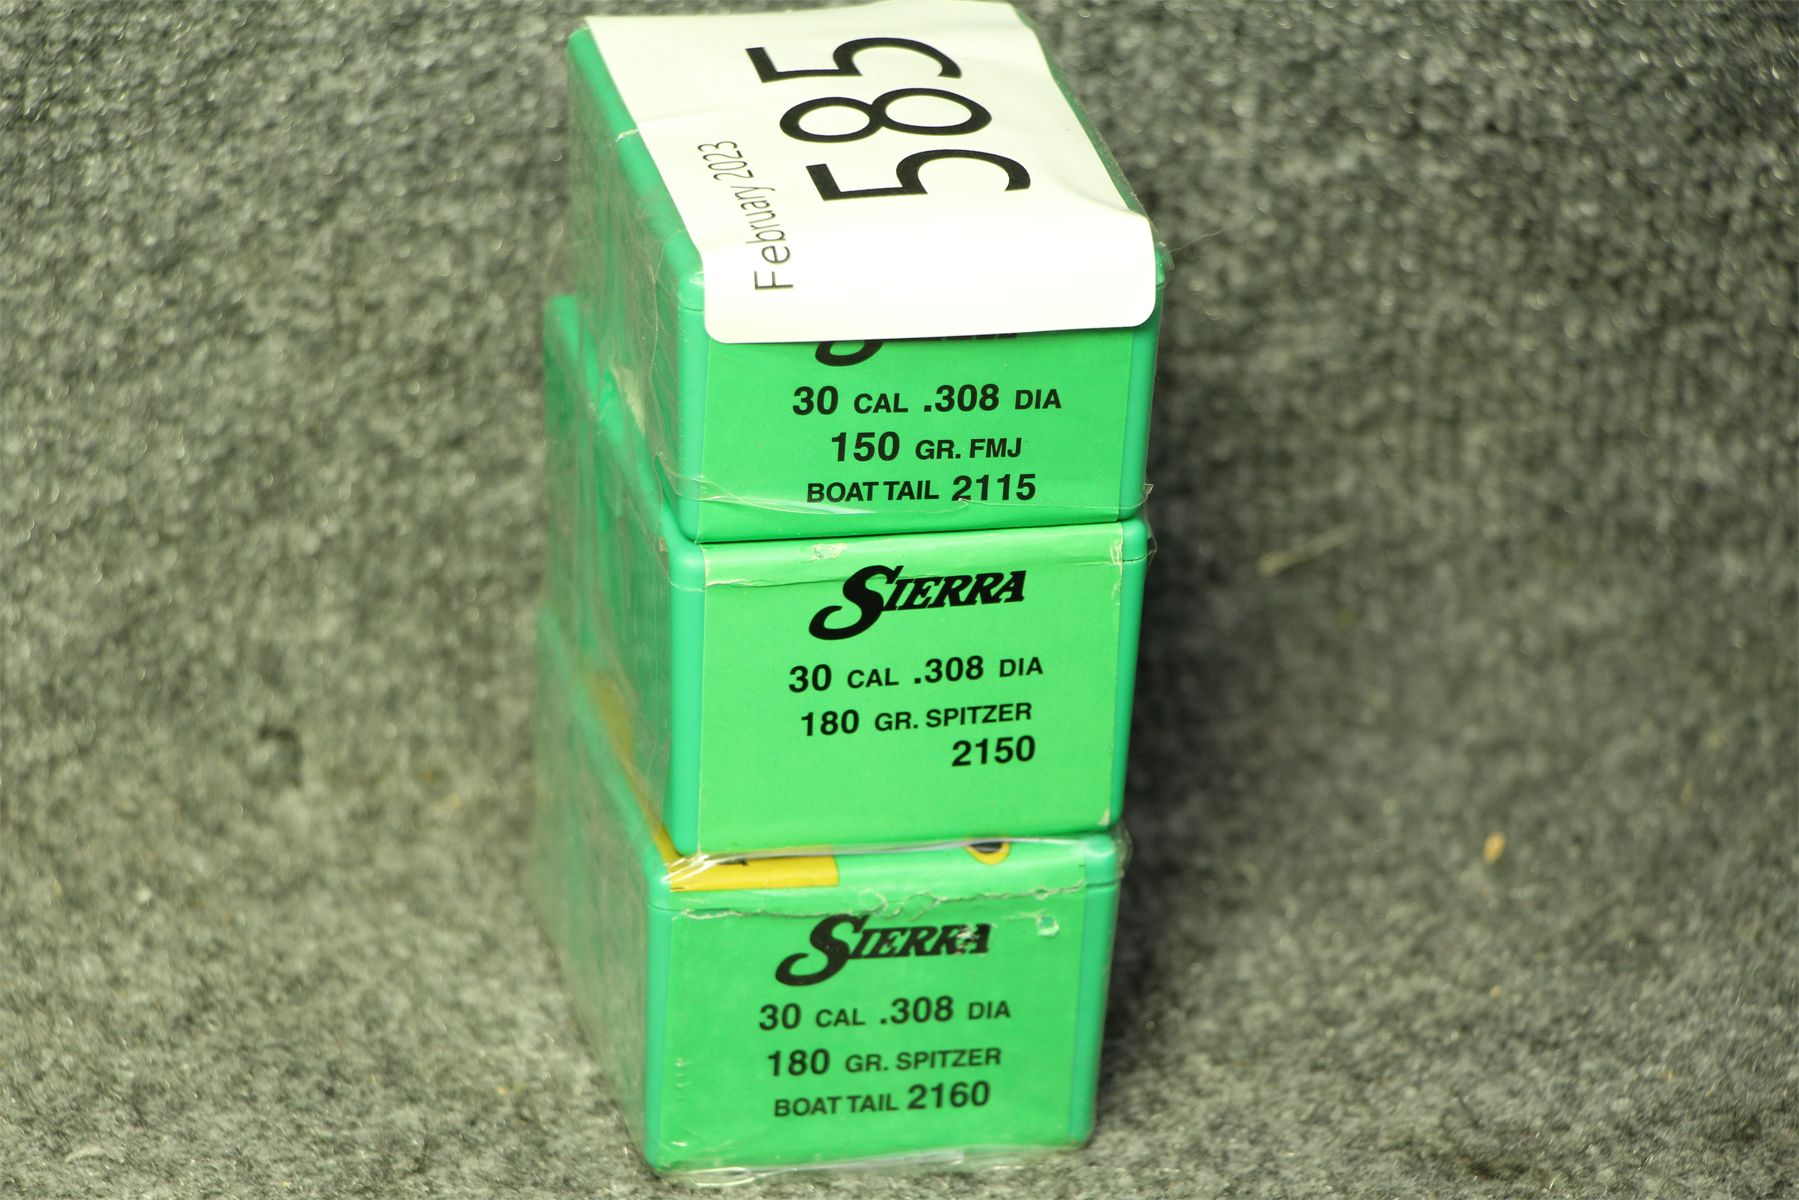 585
February 2023
30 CAL .308 DIA
150 GR. FMJ
BOAT TAIL 2115
SIERRA
30 CAL .308 DIA
180 GR. SPITZER
2150
SIERRA
30 CAL .308 DIA
180 GR. SPITZER
BOAT TAIL 2160